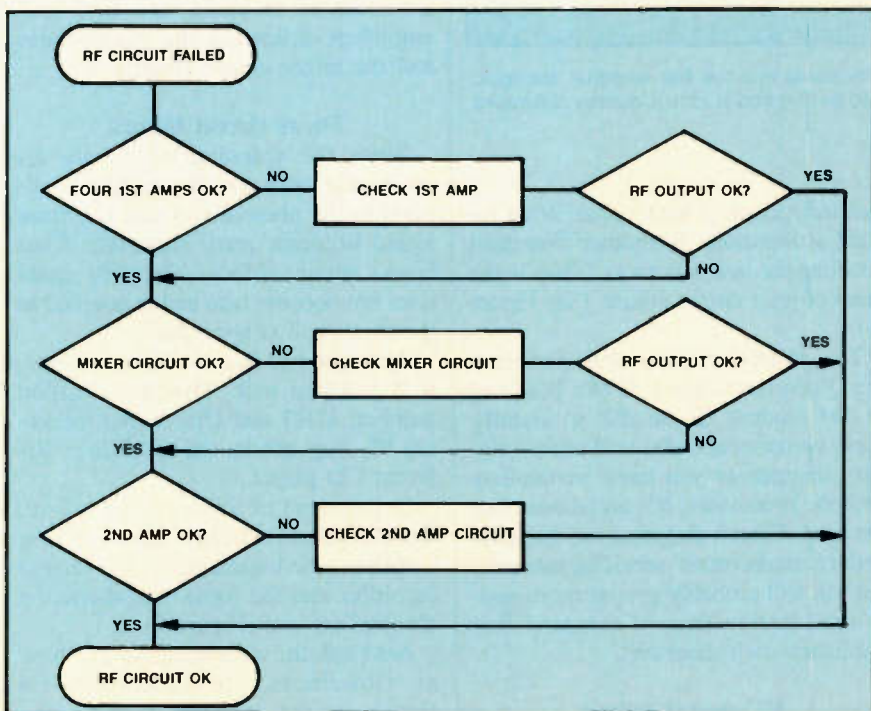 RF CIRCUIT FAILED
FOUR 1ST AMPS OK?
NO
CHECK 1ST AMP
RF OUTPUT OK?
YES
NO
YES
MIXER CIRCUIT OK?
NO
CHECK MIXER CIRCUIT
RF OUTPUT OK?
YES
NO
YES
2ND AMP OK?
NO
CHECK 2ND AMP CIRCUIT
YES
RF CIRCUIT OK